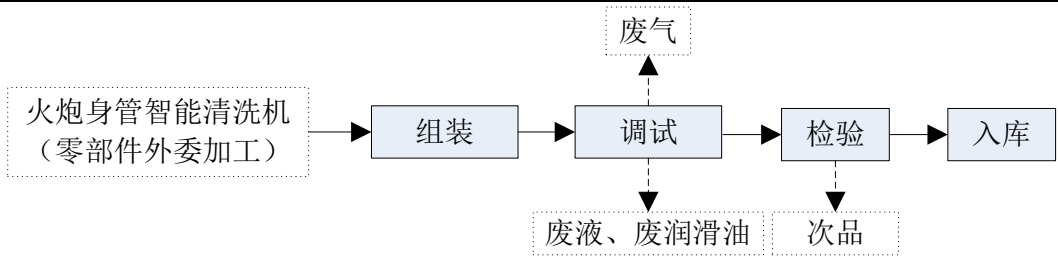 废气
火炮身管智能清洗机
（零部件外委加工）
组装
调试
检验
入库
废液、废润滑油
次品